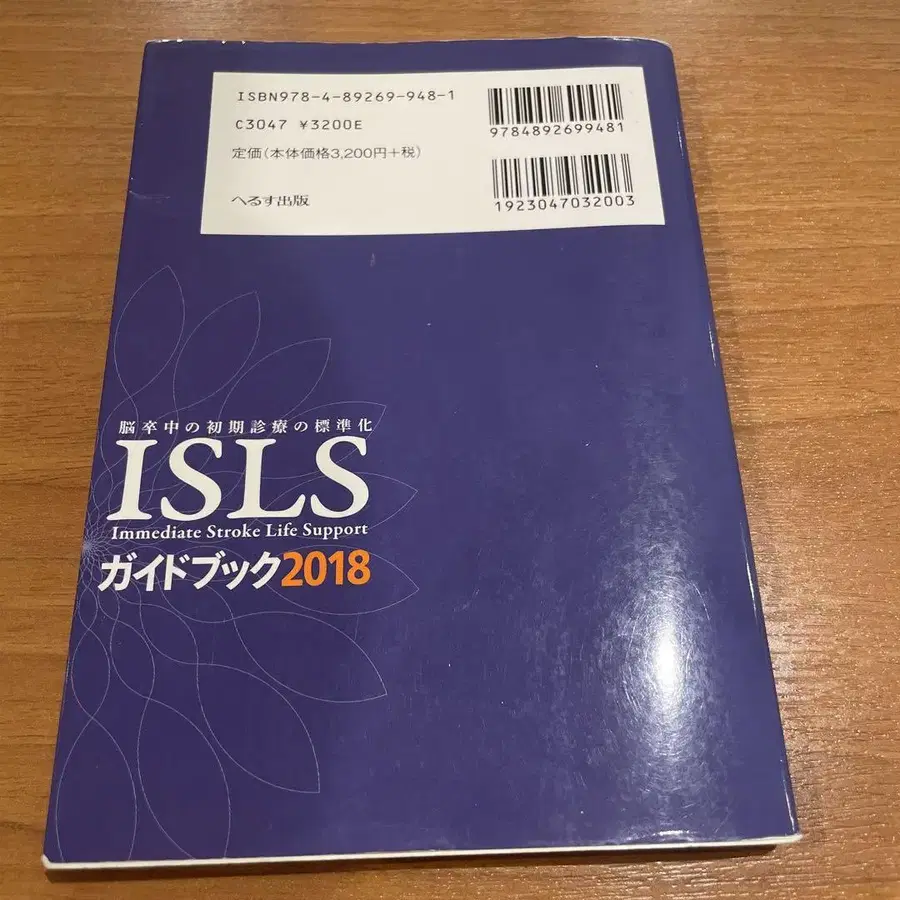 ISBN978-4-89269-948-1
C3047 ¥3200E
定価(本体価格3,200円+税)
へるす出版
9784892699481
1923047032003
脳卒中の初期診療の標準化
ISLS
Immediate Stroke Life Support
ガイドブック2018